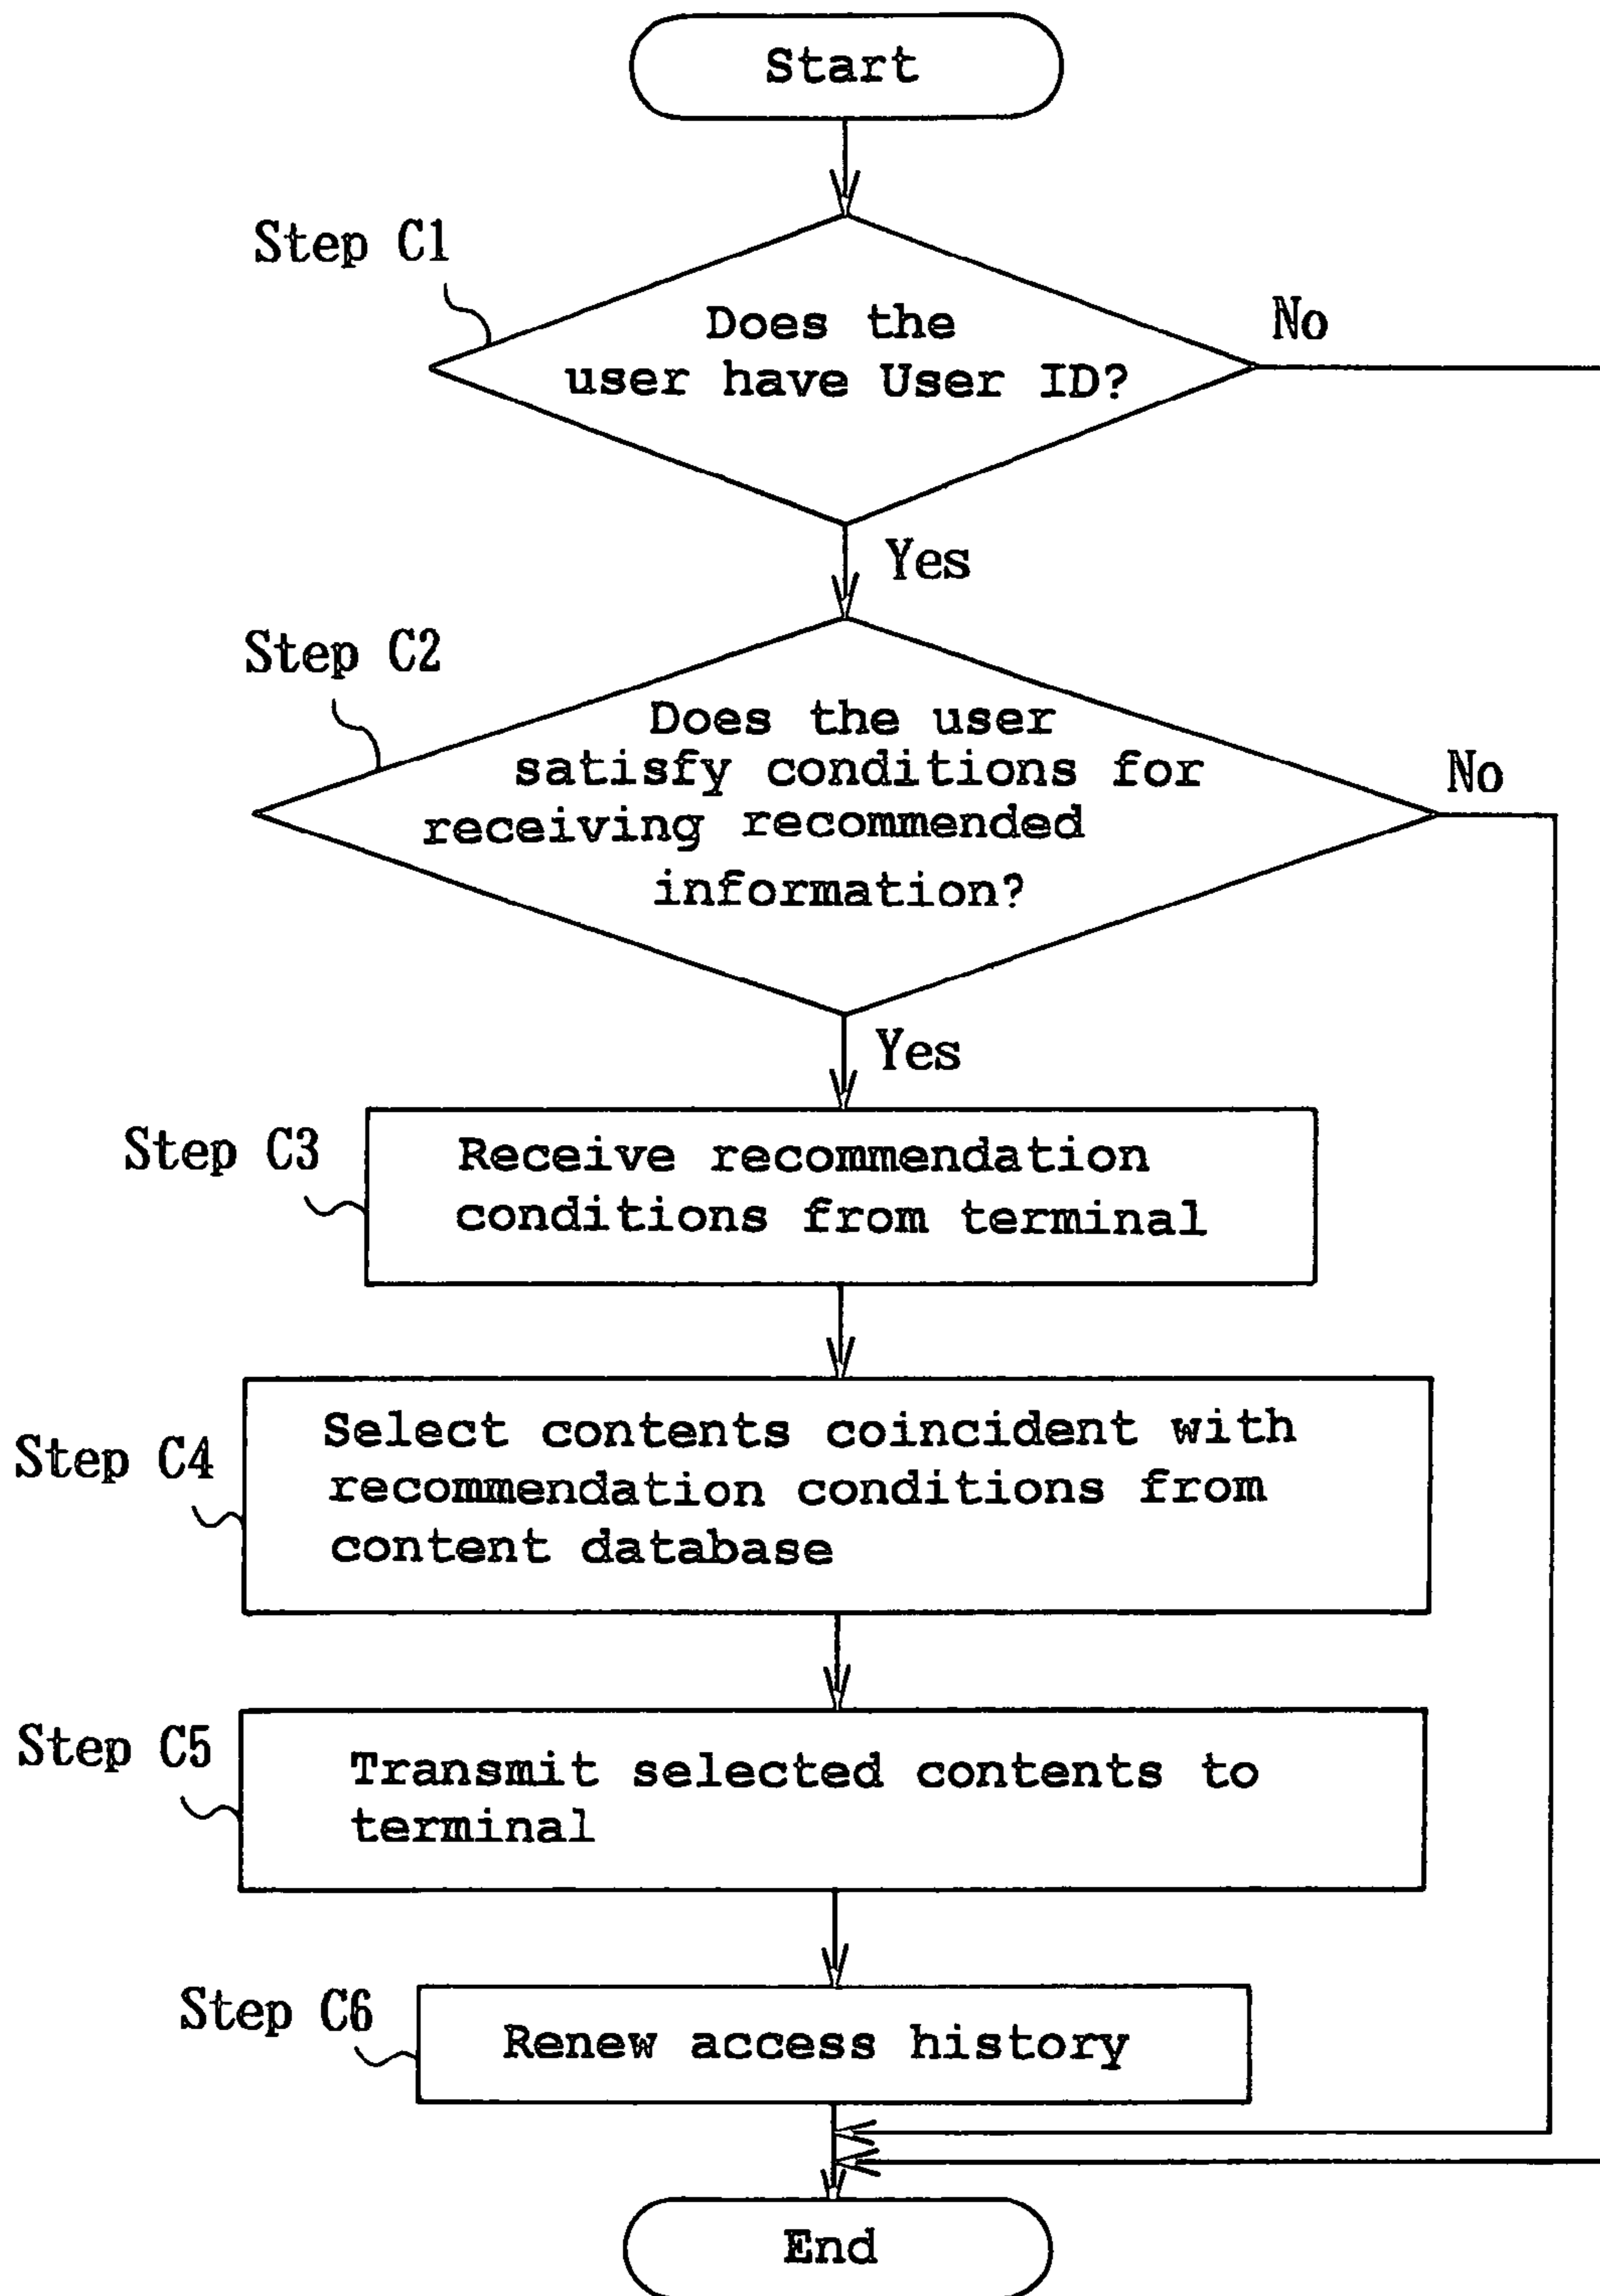 Start
Step C1
Does the
user have User ID?
No
Yes
Step C2
Does the user
satisfy conditions for
receiving recommended
information?
No
Yes
Step C3
Receive recommendation
conditions from terminal
Step C4
Select contents coincident with
recommendation conditions from
content database
Step C5
Transmit selected contents to
terminal
Step C6
Renew access history
End